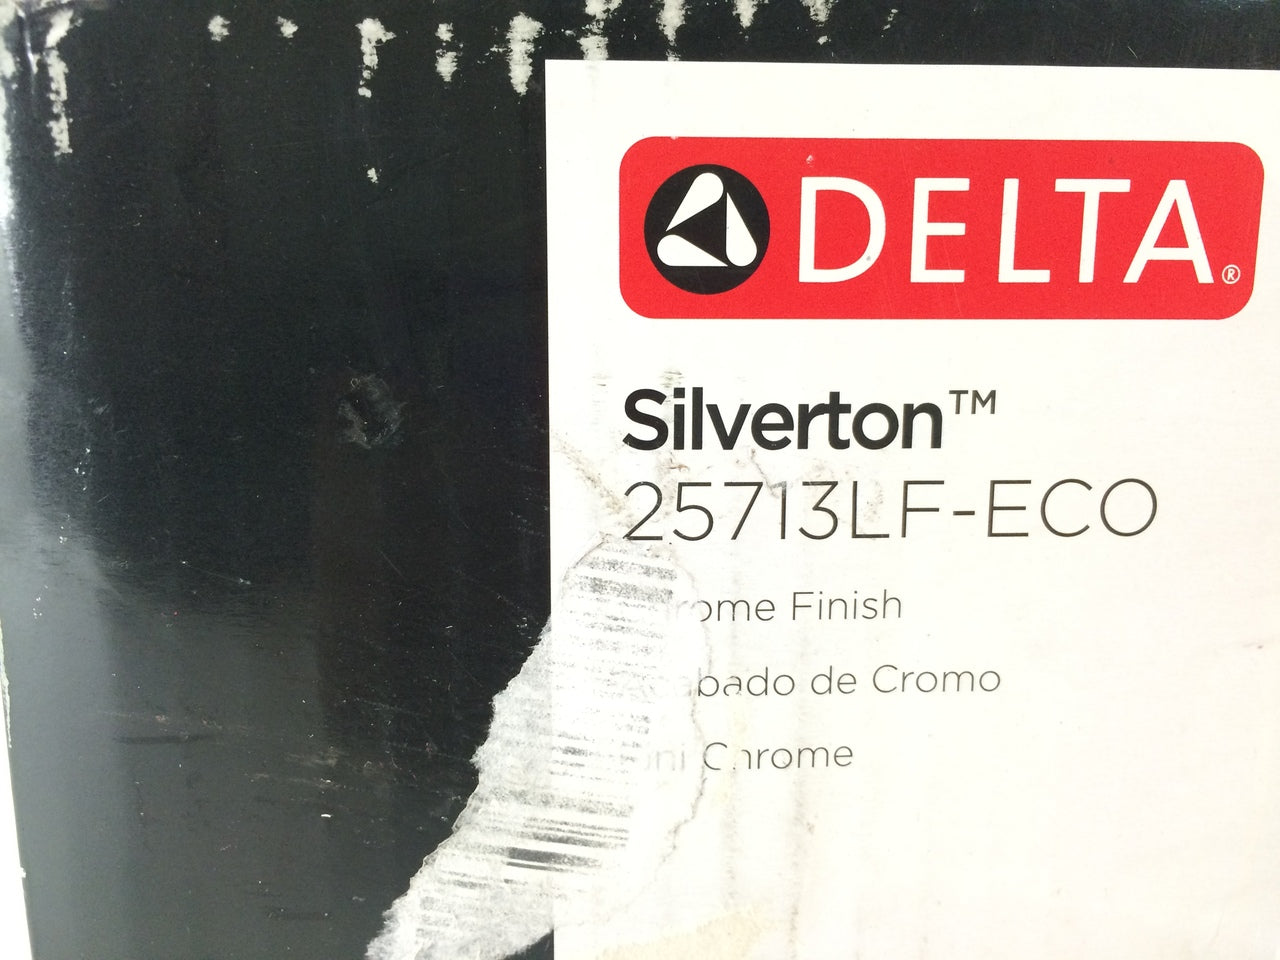 DELTA®
Silverton™
25713LF-ECO
Finish
de Cromo
Chrome